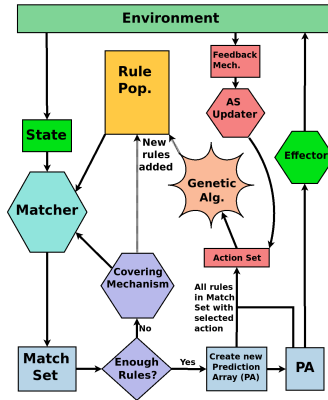 Environment
Feedback
Mech.
Rule
Pop.
AS
Updater
State
New
rules
added
Effector
Genetic
Alg.
Matcher
Action Set
Covering
Mechanism
All rules
in Match
Set with
selected
action
No
Match
Set
Enough
Rules?
Yes
Create new
Prediction
Array (PA)
PA